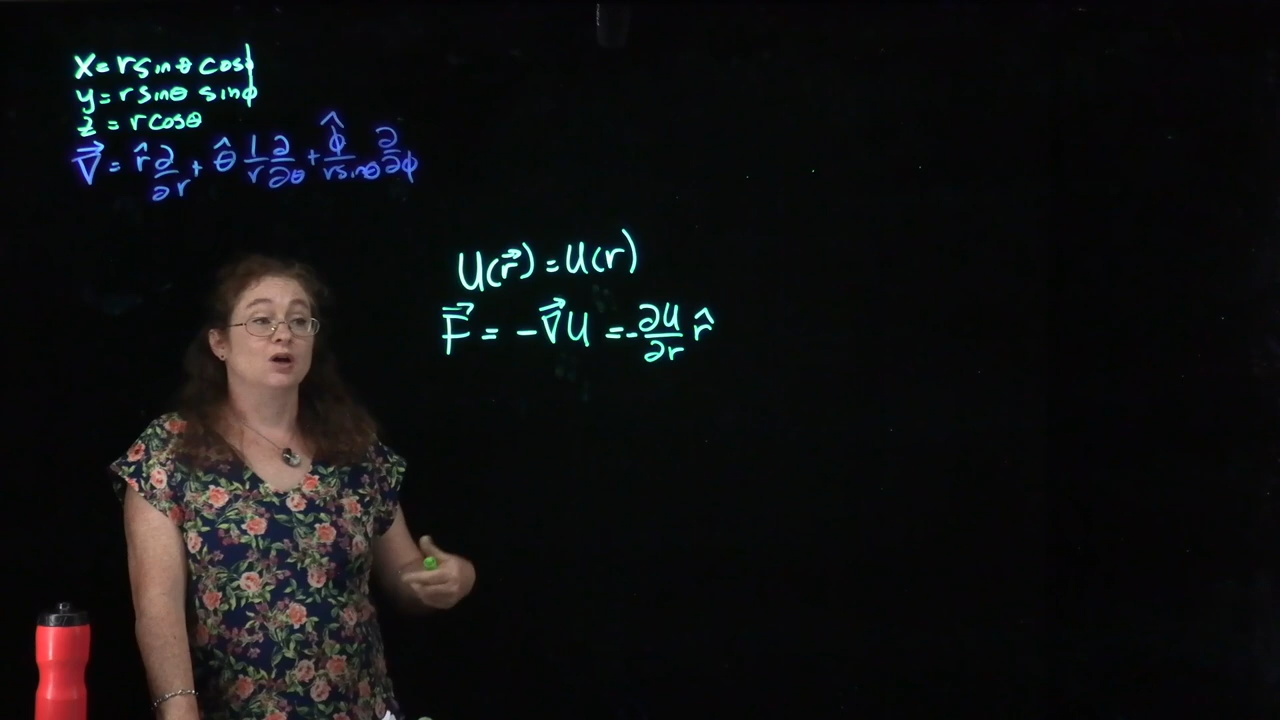 x = r sinθ cosϕ
y = r sinθ sinϕ
z = r cosθ
∇⃗ = r̂ ∂/∂r + θ̂ 1/r ∂/∂θ + ϕ̂/(r sinθ) ∂/∂ϕ
U(r⃗) = U(r)
F⃗ = -∇⃗U = -∂U/∂r r̂